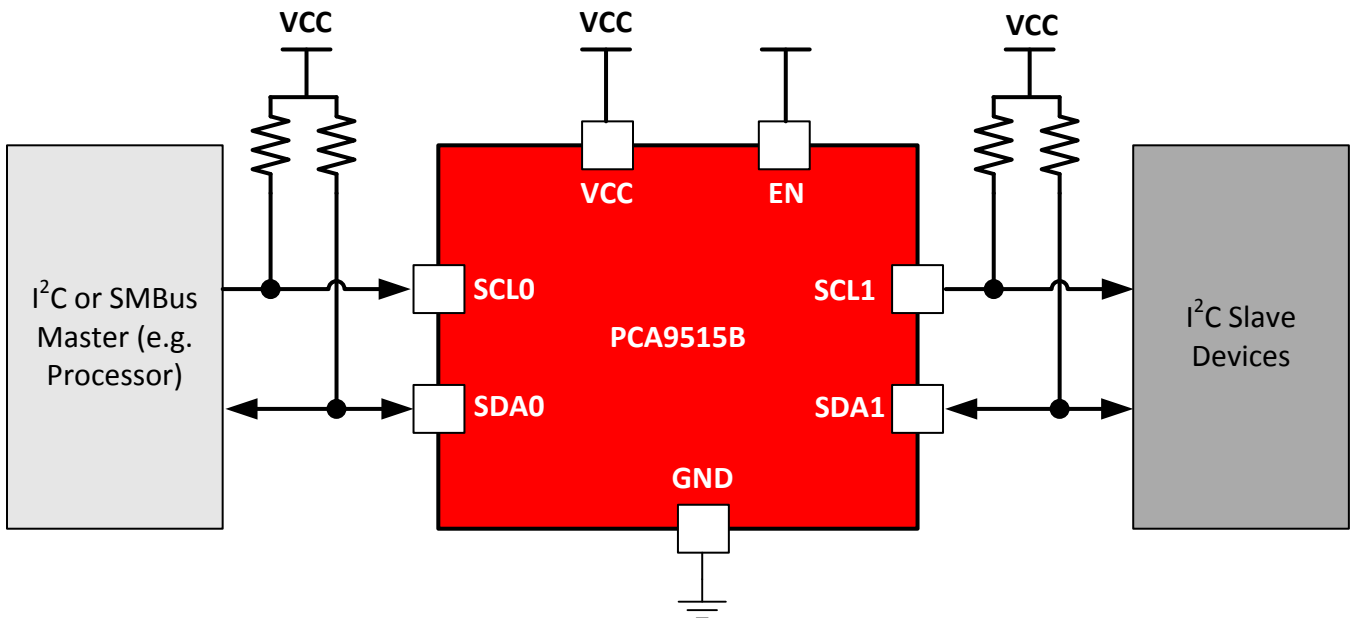 VCC
VCC
VCC
VCC
EN
I²C or SMBus
Master (e.g.
Processor)
SCL0
SCL1
PCA9515B
I²C Slave
Devices
SDA0
SDA1
GND